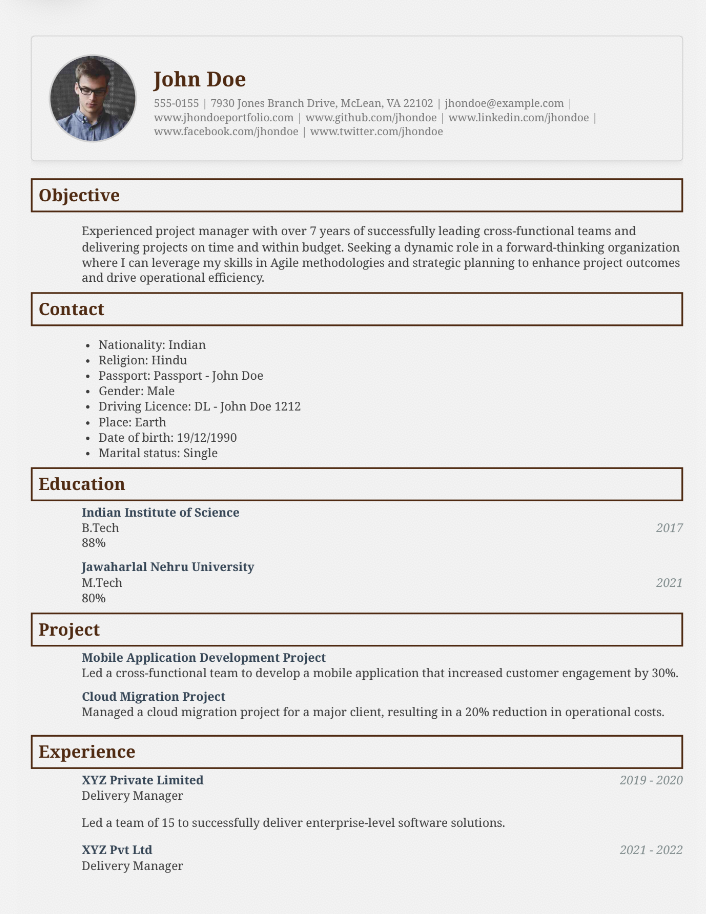 John Doe
555-0155 | 7930 Jones Branch Drive, McLean, VA 22102 | jhondoe@example.com |
www.jhondoeportfolio.com | www.github.com/jhondoe | www.linkedin.com/jhondoe |
www.facebook.com/jhondoe | www.twitter.com/jhondoe
Objective
Experienced project manager with over 7 years of successfully leading cross-functional teams and
delivering projects on time and within budget. Seeking a dynamic role in a forward-thinking organization
where I can leverage my skills in Agile methodologies and strategic planning to enhance project outcomes
and drive operational efficiency.
Contact
• Nationality: Indian
• Religion: Hindu
• Passport: Passport - John Doe
• Gender: Male
• Driving Licence: DL - John Doe 1212
• Place: Earth
• Date of birth: 19/12/1990
• Marital status: Single
Education
Indian Institute of Science
B.Tech 2017
88%
Jawaharlal Nehru University
M.Tech 2021
80%
Project
Mobile Application Development Project
Led a cross-functional team to develop a mobile application that increased customer engagement by 30%.
Cloud Migration Project
Managed a cloud migration project for a major client, resulting in a 20% reduction in operational costs.
Experience
XYZ Private Limited 2019 - 2020
Delivery Manager
Led a team of 15 to successfully deliver enterprise-level software solutions.
XYZ Pvt Ltd 2021 - 2022
Delivery Manager